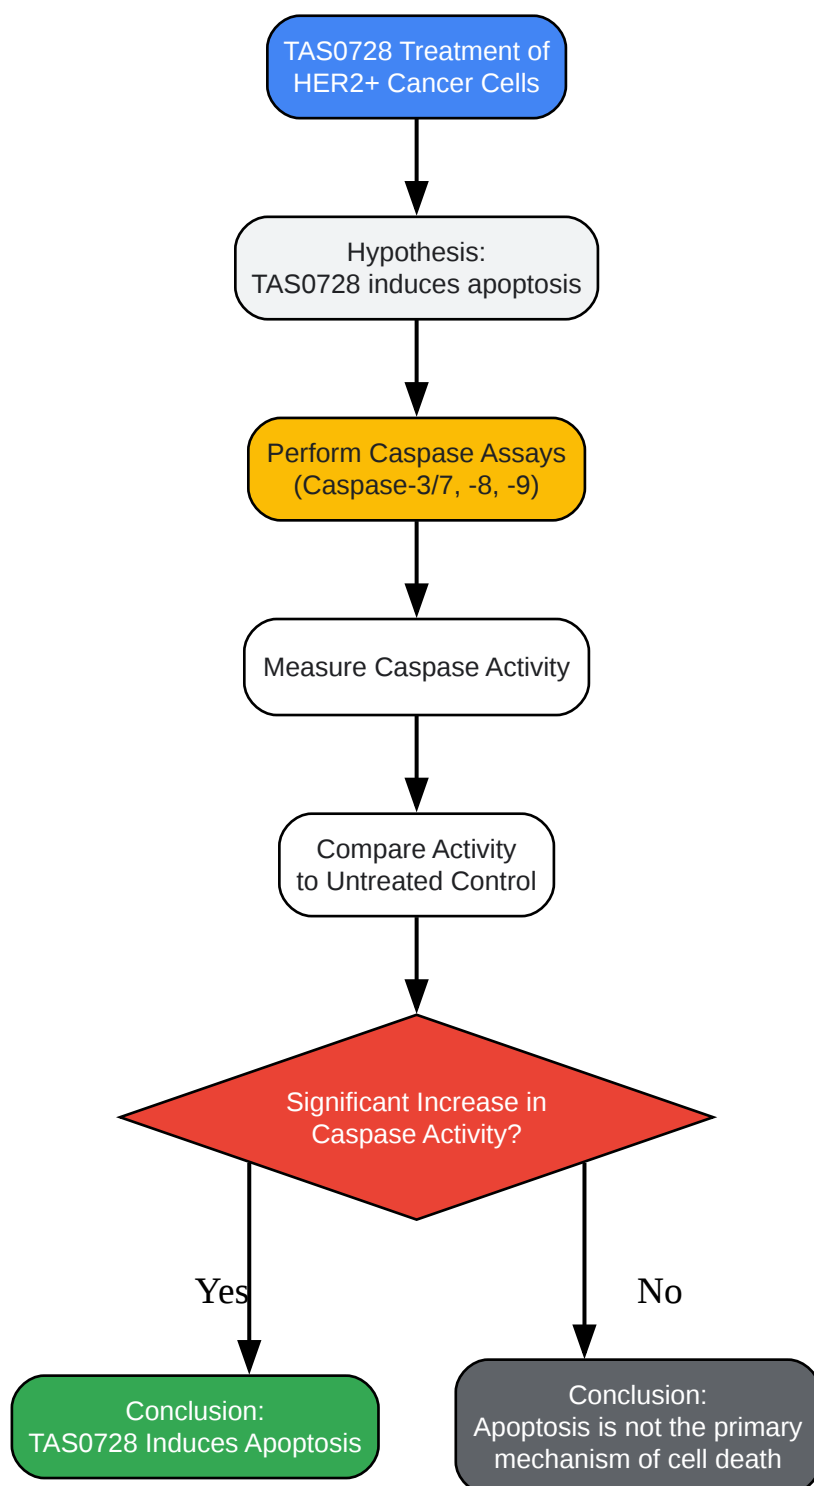 TAS0728 Treatment of
HER2+ Cancer Cells
Hypothesis:
TAS0728 induces apoptosis
Perform Caspase Assays
(Caspase-3/7, -8, -9)
Measure Caspase Activity
Compare Activity
to Untreated Control
Significant Increase in
Caspase Activity?
Yes
No
Conclusion:
TAS0728 Induces Apoptosis
Conclusion:
Apoptosis is not the primary
mechanism of cell death